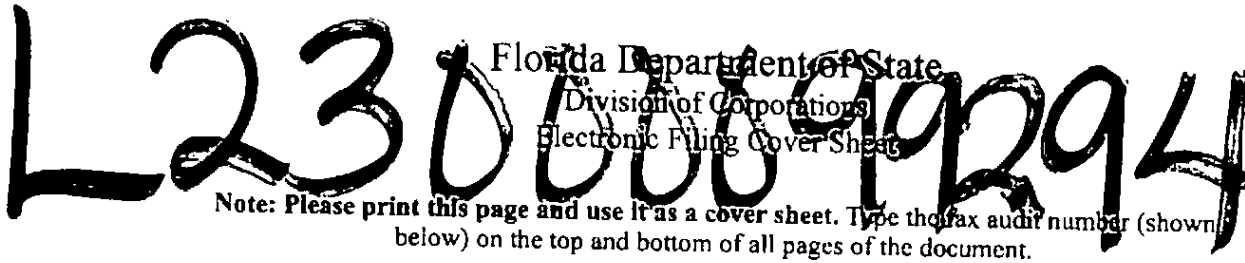 L23000099294
Florida Department of State
Division of Corporations
Electronic Filing Cover Sheet
Note: Please print this page and use it as a cover sheet. Type the fax audit number (shown
below) on the top and bottom of all pages of the document.